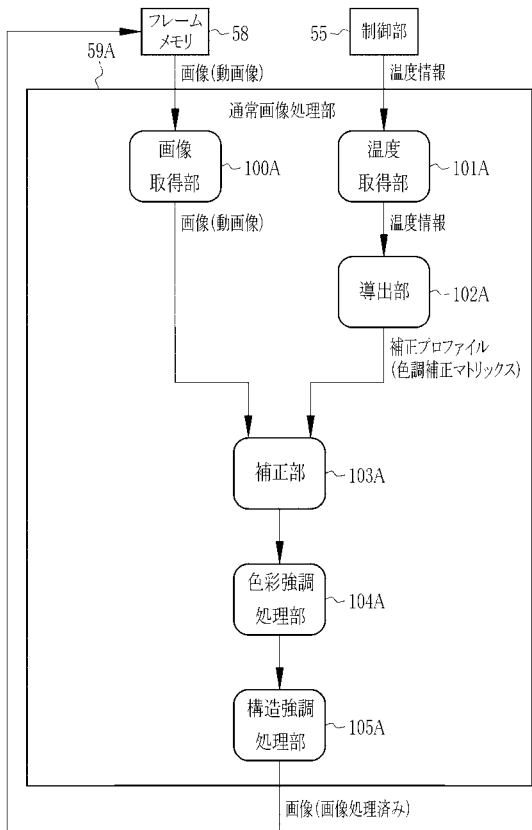 フレーム
メモリ
58
55
制御部
59A
画像(動画像)
温度情報
通常画像処理部
画像
取得部
100A
温度
取得部
101A
画像(動画像)
温度情報
導出部
102A
補正プロファイル
(色調補正マトリックス)
補正部
103A
色彩強調
処理部
104A
構造強調
処理部
105A
画像(画像処理済み)